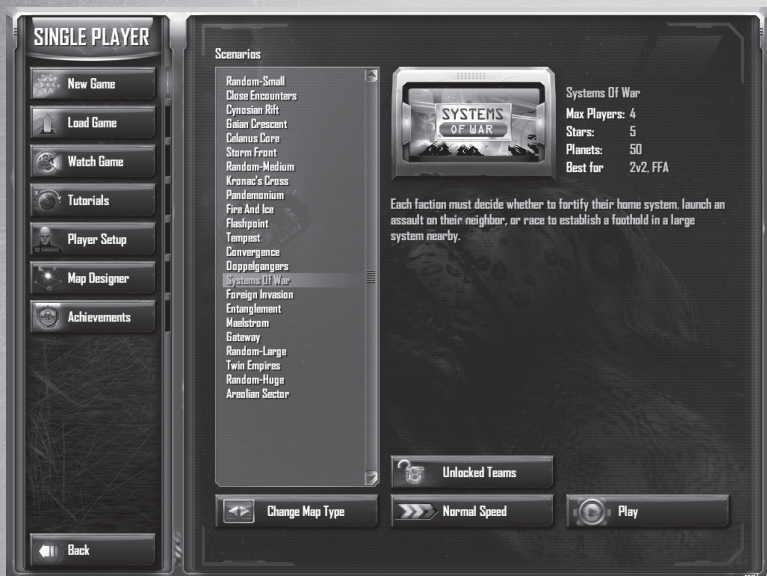 SINGLE PLAYER
New Game
Load Game
Watch Game
Tutorials
Player Setup
Map Designer
Achievements
Back
Scenarios
Random-Small
Close Encounters
Cynosian Rift
Gaian Crescent
Celanus Core
Storm Front
Random-Medium
Kronac's Cross
Pandemonium
Fire And Ice
Flashpoint
Tempest
Convergence
Doppelgangers
Systems Of War
Foreign Invasion
Entanglement
Maelstrom
Gateway
Random-Large
Twin Empires
Random-Huge
Areolian Sector
SYSTEMS
OF WAR
Systems Of War
Max Players: 4
Stars: 5
Planets: 50
Best for 2v2, FFA
Each faction must decide whether to fortify their home system, launch an
assault on their neighbor, or race to establish a foothold in a large
system nearby.
Unlocked Teams
Change Map Type
Normal Speed
Play